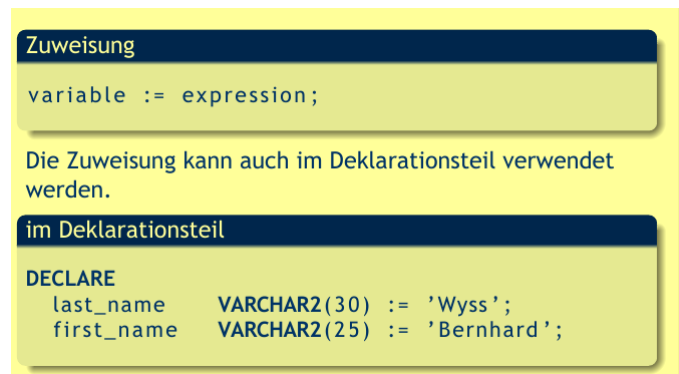 Zuweisung
variable := expression;
Die Zuweisung kann auch im Deklarationsteil verwendet
werden.
im Deklarationsteil
DECLARE
last_name VARCHAR2(30) := ’Wyss’;
first_name VARCHAR2(25) := ’Bernhard’;